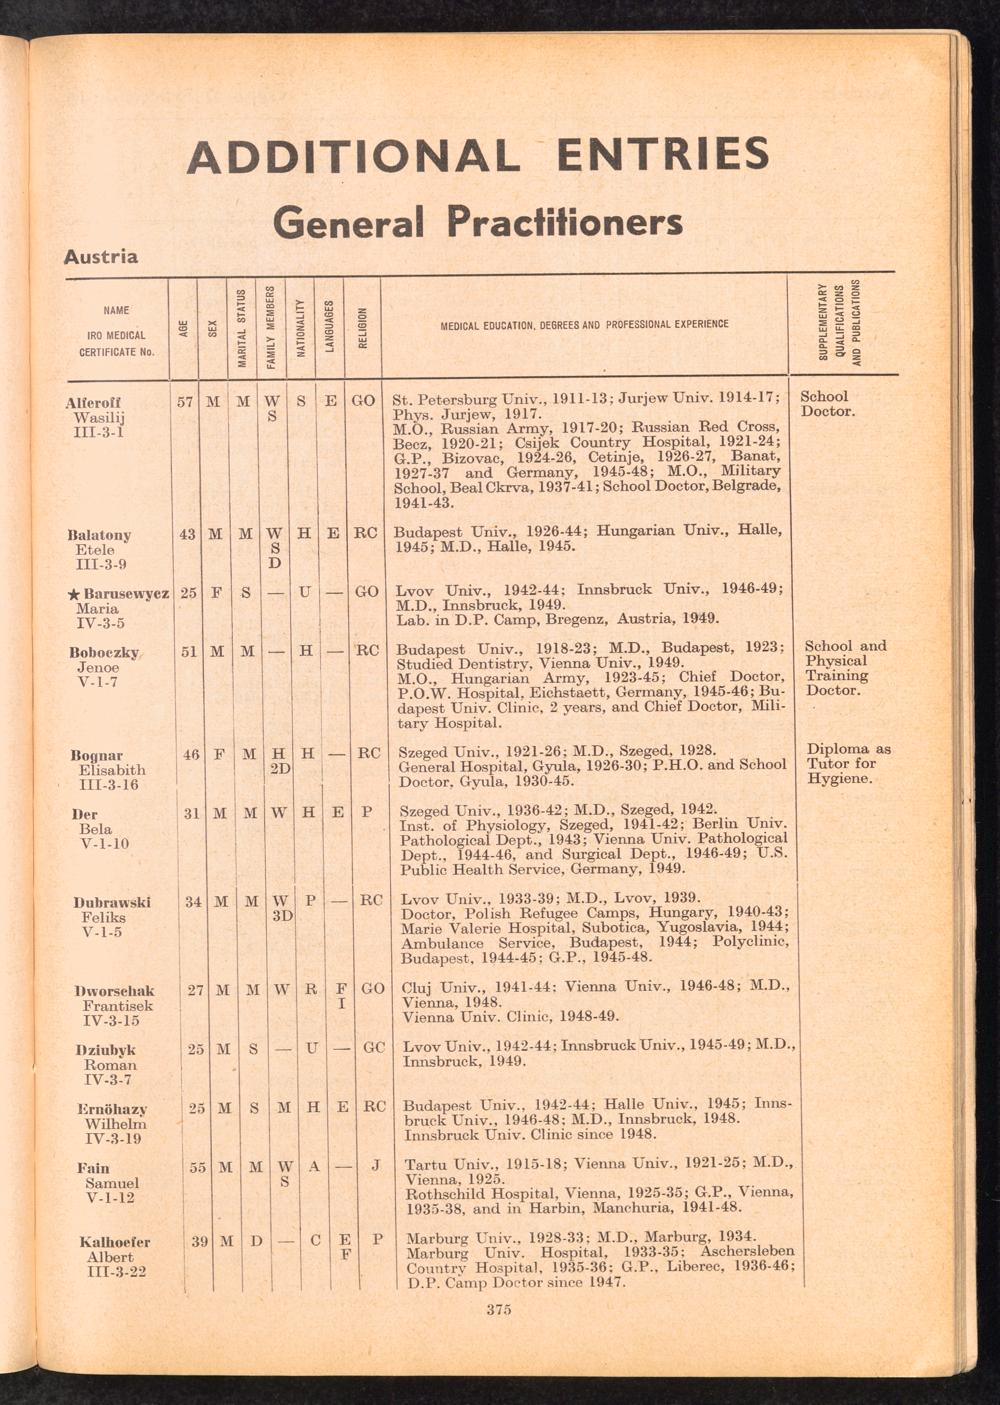 ADDITIONAL ENTRIES
General Practitioners
Austria
NAME
IRO MEDICAL
CERTIFICATE No.
AGE
SEX
MARITAL STATUS
FAMILY MEMBERS
NATIONALITY
LANGUAGES
RELIGION
MEDICAL EDUCATION, DEGREES AND PROFESSIONAL EXPERIENCE
SUPPLEMENTARY
QUALIFICATIONS
AND PUBLICATIONS
Alferoff 57 M M W S E GO St. Petersburg Univ., 1911-13; Jurjew Univ. 1914-17; School
Wasilij S Phys. Jurjew, 1917. Doctor.
III-3-1 M.O., Russian Army, 1917-20; Russian Red Cross,
Becz, 1920-21; Csijek Country Hospital, 1921-24;
G.P., Bizovac, 1924-26, Cetinje, 1926-27, Banat,
1927-37 and Germany, 1945-48; M.O., Military
School, Beal Ckrva, 1937-41; School Doctor, Belgrade,
1941-43.
Balatony 43 M M W H E RC Budapest Univ., 1926-44; Hungarian Univ., Halle,
Etele S 1945; M.D., Halle, 1945.
III-3-9 D
★ Barusewycz 25 F S — U — GO Lvov Univ., 1942-44; Innsbruck Univ., 1946-49;
Maria M.D., Innsbruck, 1949.
IV-3-5 Lab. in D.P. Camp, Bregenz, Austria, 1949.
Boboczky 51 M M — H — RC Budapest Univ., 1918-23; M.D., Budapest, 1923; School and
Jenoe Studied Dentistry, Vienna Univ., 1949. Physical
V-1-7 M.O., Hungarian Army, 1923-45; Chief Doctor, Training
P.O.W. Hospital, Eichstaett, Germany, 1945-46; Bu- Doctor.
dapest Univ. Clinic, 2 years, and Chief Doctor, Mili-
tary Hospital.
Bognar 46 F M H H — RC Szeged Univ., 1921-26; M.D., Szeged, 1928. Diploma as
Elisabith 2D General Hospital, Gyula, 1926-30; P.H.O. and School Tutor for
III-3-16 Doctor, Gyula, 1930-45. Hygiene.
Der 31 M M W H E P Szeged Univ., 1936-42; M.D., Szeged, 1942.
Bela Inst. of Physiology, Szeged, 1941-42; Berlin Univ.
V-1-10 Pathological Dept., 1943; Vienna Univ. Pathological
Dept., 1944-46, and Surgical Dept., 1946-49; U.S.
Public Health Service, Germany, 1949.
Dubrawski 34 M M W P — RC Lvov Univ., 1933-39; M.D., Lvov, 1939.
Feliks 3D Doctor, Polish Refugee Camps, Hungary, 1940-43;
V-1-5 Marie Valerie Hospital, Subotica, Yugoslavia, 1944;
Ambulance Service, Budapest, 1944; Polyclinic,
Budapest, 1944-45; G.P., 1945-48.
Dworschak 27 M M W R F GO Cluj Univ., 1941-44; Vienna Univ., 1946-48; M.D.,
Frantisek I Vienna, 1948.
IV-3-15 Vienna Univ. Clinic, 1948-49.
Dziubyk 25 M S — U — GC Lvov Univ., 1942-44; Innsbruck Univ., 1945-49; M.D.,
Roman Innsbruck, 1949.
IV-3-7
Ernöhazy 25 M S M H E RC Budapest Univ., 1942-44; Halle Univ., 1945; Inns-
Wilhelm bruck Univ., 1946-48; M.D., Innsbruck, 1948.
IV-3-19 Innsbruck Univ. Clinic since 1948.
Fain 55 M M W A — J Tartu Univ., 1915-18; Vienna Univ., 1921-25; M.D.,
Samuel S Vienna, 1925.
V-1-12 Rothschild Hospital, Vienna, 1925-35; G.P., Vienna,
1935-38, and in Harbin, Manchuria, 1941-48.
Kalhoefer 39 M D — C E P Marburg Univ., 1928-33; M.D., Marburg, 1934.
Albert F Marburg Univ. Hospital, 1933-35; Aschersleben
III-3-22 Country Hospital, 1935-36; G.P., Liberec, 1936-46;
D.P. Camp Doctor since 1947.
375